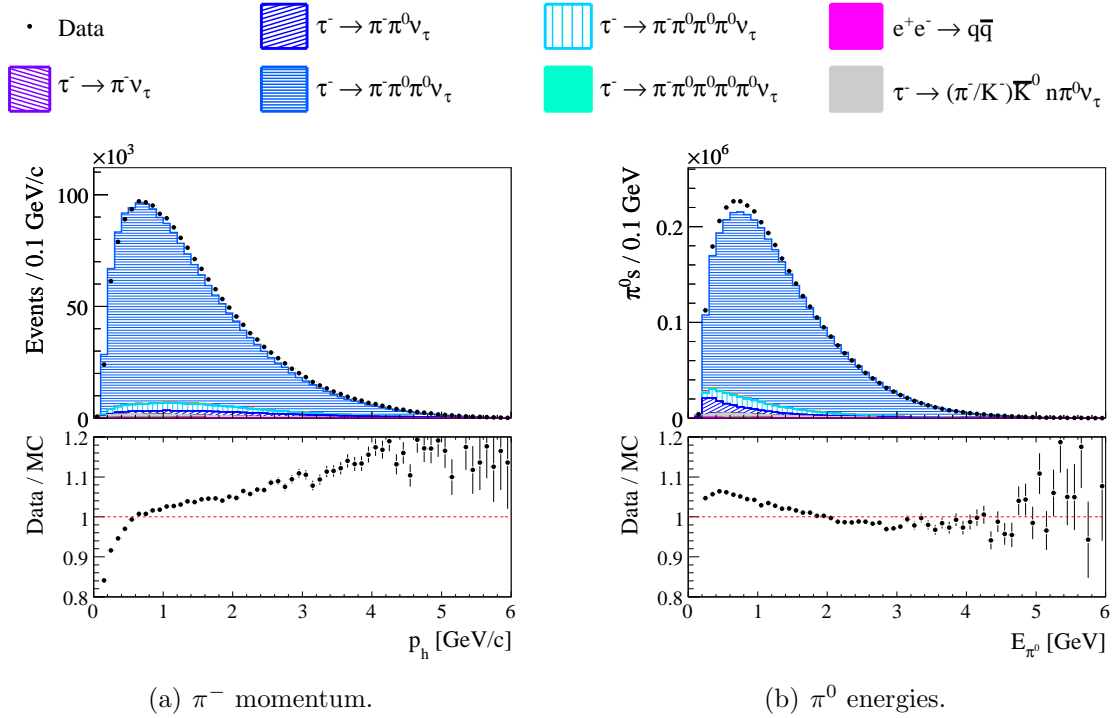 Data
τ⁻ → π⁻π⁰ν_τ
τ⁻ → π⁻π⁰π⁰π⁰ν_τ
e⁺e⁻ → qq̅
τ⁻ → π⁻ν_τ
τ⁻ → π⁻π⁰π⁰ν_τ
τ⁻ → π⁻π⁰π⁰π⁰π⁰ν_τ
τ⁻ → (π⁻/K⁻)K̅⁰ nπ⁰ν_τ
×10³
Events / 0.1 GeV/c
100
50
0
Data / MC
1.2
1.1
1
0.9
0.8
0 1 2 3 4 5 6
p_h [GeV/c]
(a) π⁻ momentum.
×10⁶
π⁰s / 0.1 GeV
0.2
0.1
0
Data / MC
1.2
1.1
1
0.9
0.8
0 1 2 3 4 5 6
E_π⁰ [GeV]
(b) π⁰ energies.